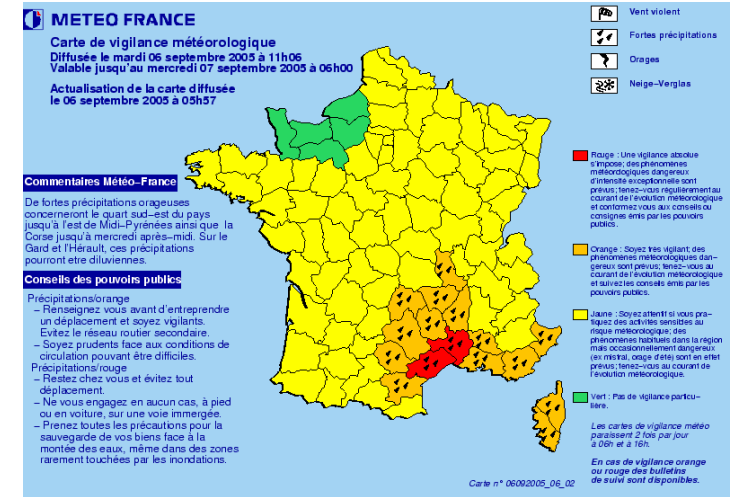 METEO FRANCE
Carte de vigilance météorologique
Diffusée le mardi 06 septembre 2005 à 11h06
Valable jusqu'au mercredi 07 septembre 2005 à 06h00
Actualisation de la carte diffusée
le 06 septembre 2005 à 05h57
Commentaires Météo-France
De fortes précipitations orageuses
concerneront le quart sud-est du pays
jusqu'à l'est de Midi-Pyrénées ainsi que la
Corse jusqu'à mercredi après-midi. Sur le
Gard et l'Hérault, ces précipitations
pourront etre diluviennes.
Conseils des pouvoirs publics
Précipitations/orange
- Renseignez vous avant d'entreprendre
un déplacement et soyez vigilants.
Evitez le réseau routier secondaire.
- Soyez prudents face aux conditions de
circulation pouvant être difficiles.
Précipitations/rouge
- Restez chez vous et évitez tout
déplacement.
- Ne vous engagez en aucun cas, à pied
ou en voiture, sur une voie immergée.
- Prenez toutes les précautions pour la
sauvegarde de vos biens face à la
montée des eaux, même dans des zones
rarement touchées par les inondations.
Vent violent
Fortes précipitations
Orages
Neige-Verglas
Rouge : Une vigilance absolue
s'impose; des phénomènes
météorologiques dangereux
d'intensité exceptionnelle sont
prévus; tenez-vous régulièrement au
courant de l'évolution météorologique
et conformez vous aux conseils ou
consignes émis par les pouvoirs
publics.
Orange : Soyez très vigilant; des
phénomènes météorologiques dan-
gereux sont prévus; tenez-vous au
courant de l'évolution météorologique
et suivez les conseils émis par les
pouvoirs publics.
Jaune : Soyez attentif si vous pra-
tiquez des activités sensibles au
risque météorologique; des
phénomènes habituels dans la région
mais occasionnellement dangereux
(ex mistral, orage d'été) sont en effet
prévus; tenez-vous au courant de
l'évolution météorologique.
Vert : Pas de vigilance particu-
lière.
Les cartes de vigilance météo
paraissent 2 fois par jour
à 06h et à 16h.
En cas de vigilance orange
ou rouge des bulletins
de suivi sont disponibles.
Carte n° 06092005_06_02